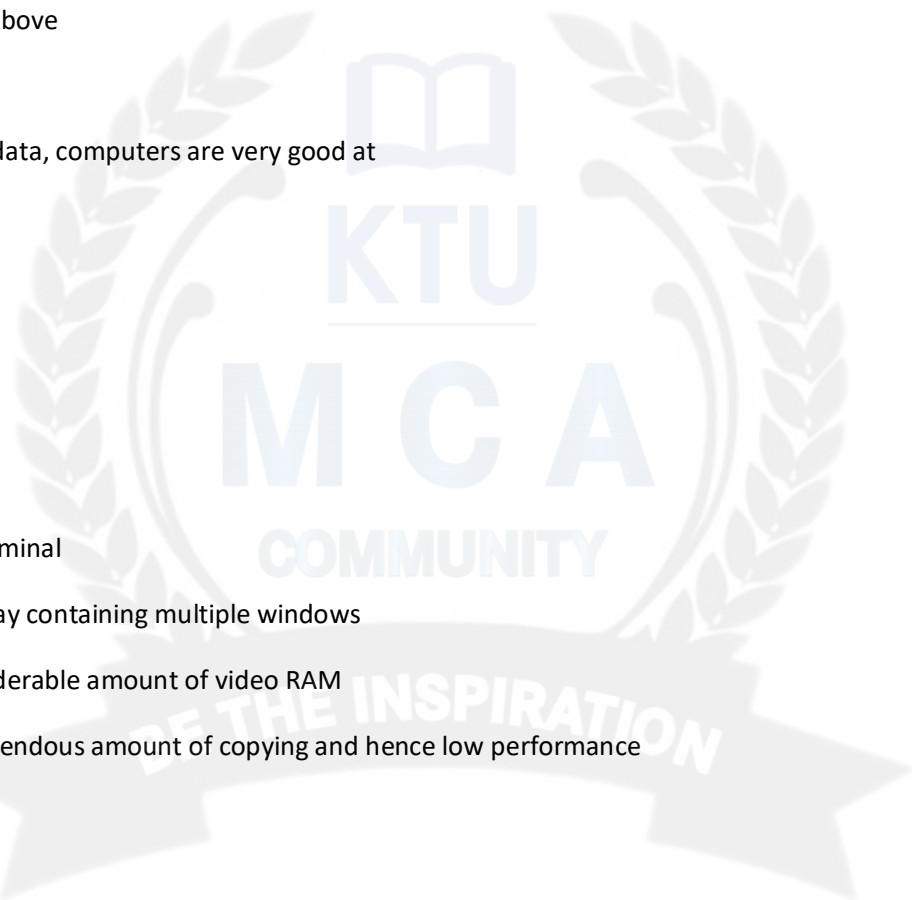 bove
data, computers are very good at
KTU
M C A
COMMUNITY
minal
ay containing multiple windows
derable amount of video RAM
endous amount of copying and hence low performance
BE THE INSPIRATION